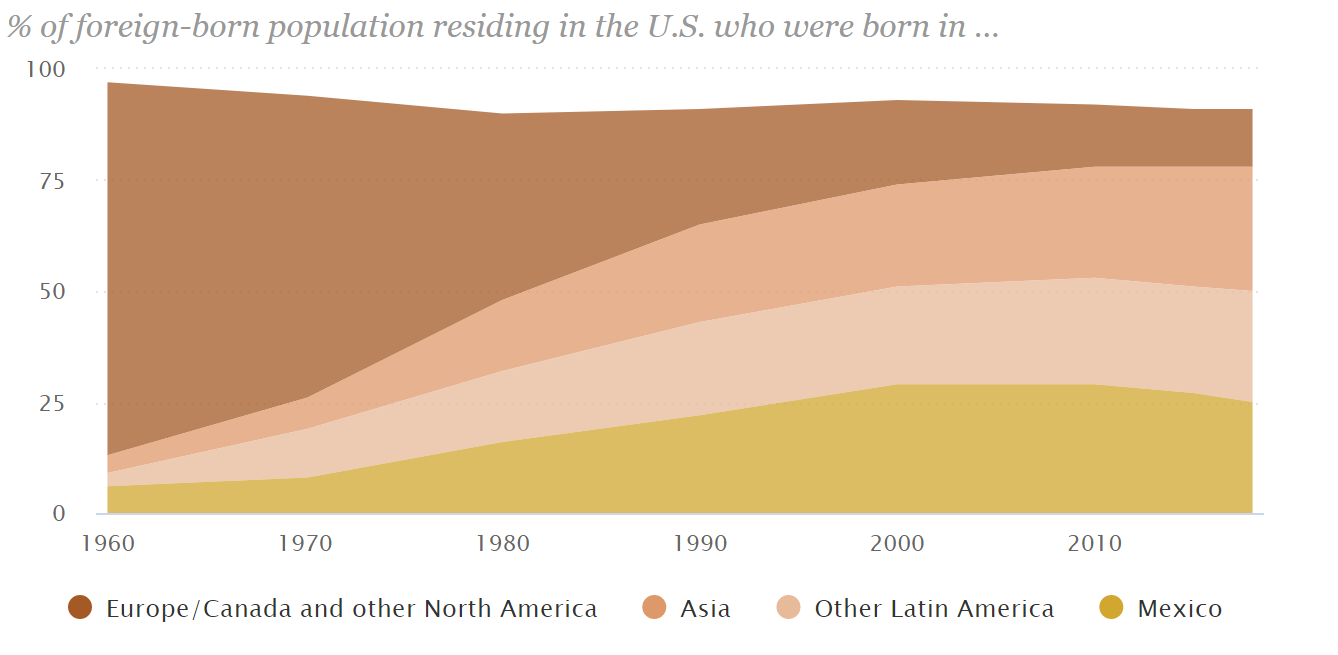 % of foreign-born population residing in the U.S. who were born in ...
100
75
50
25
0
1960 1970 1980 1990 2000 2010
Europe/Canada and other North America Asia Other Latin America Mexico